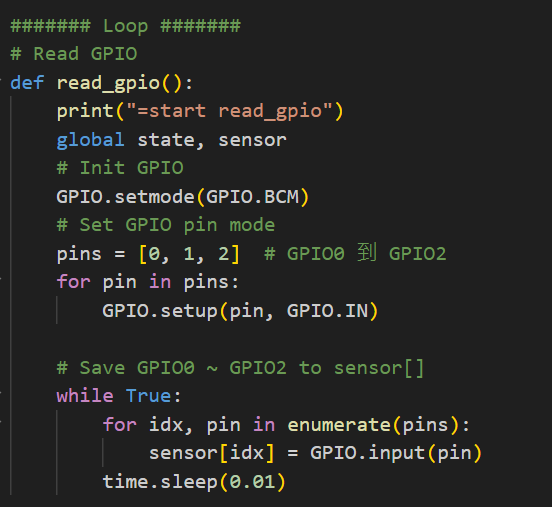 ####### Loop #######
# Read GPIO
def read_gpio():
    print("=start read_gpio")
    global state, sensor
    # Init GPIO
    GPIO.setmode(GPIO.BCM)
    # Set GPIO pin mode
    pins = [0, 1, 2]  # GPIO0 到 GPIO2
    for pin in pins:
        GPIO.setup(pin, GPIO.IN)

    # Save GPIO0 ~ GPIO2 to sensor[]
    while True:
        for idx, pin in enumerate(pins):
            sensor[idx] = GPIO.input(pin)
        time.sleep(0.01)